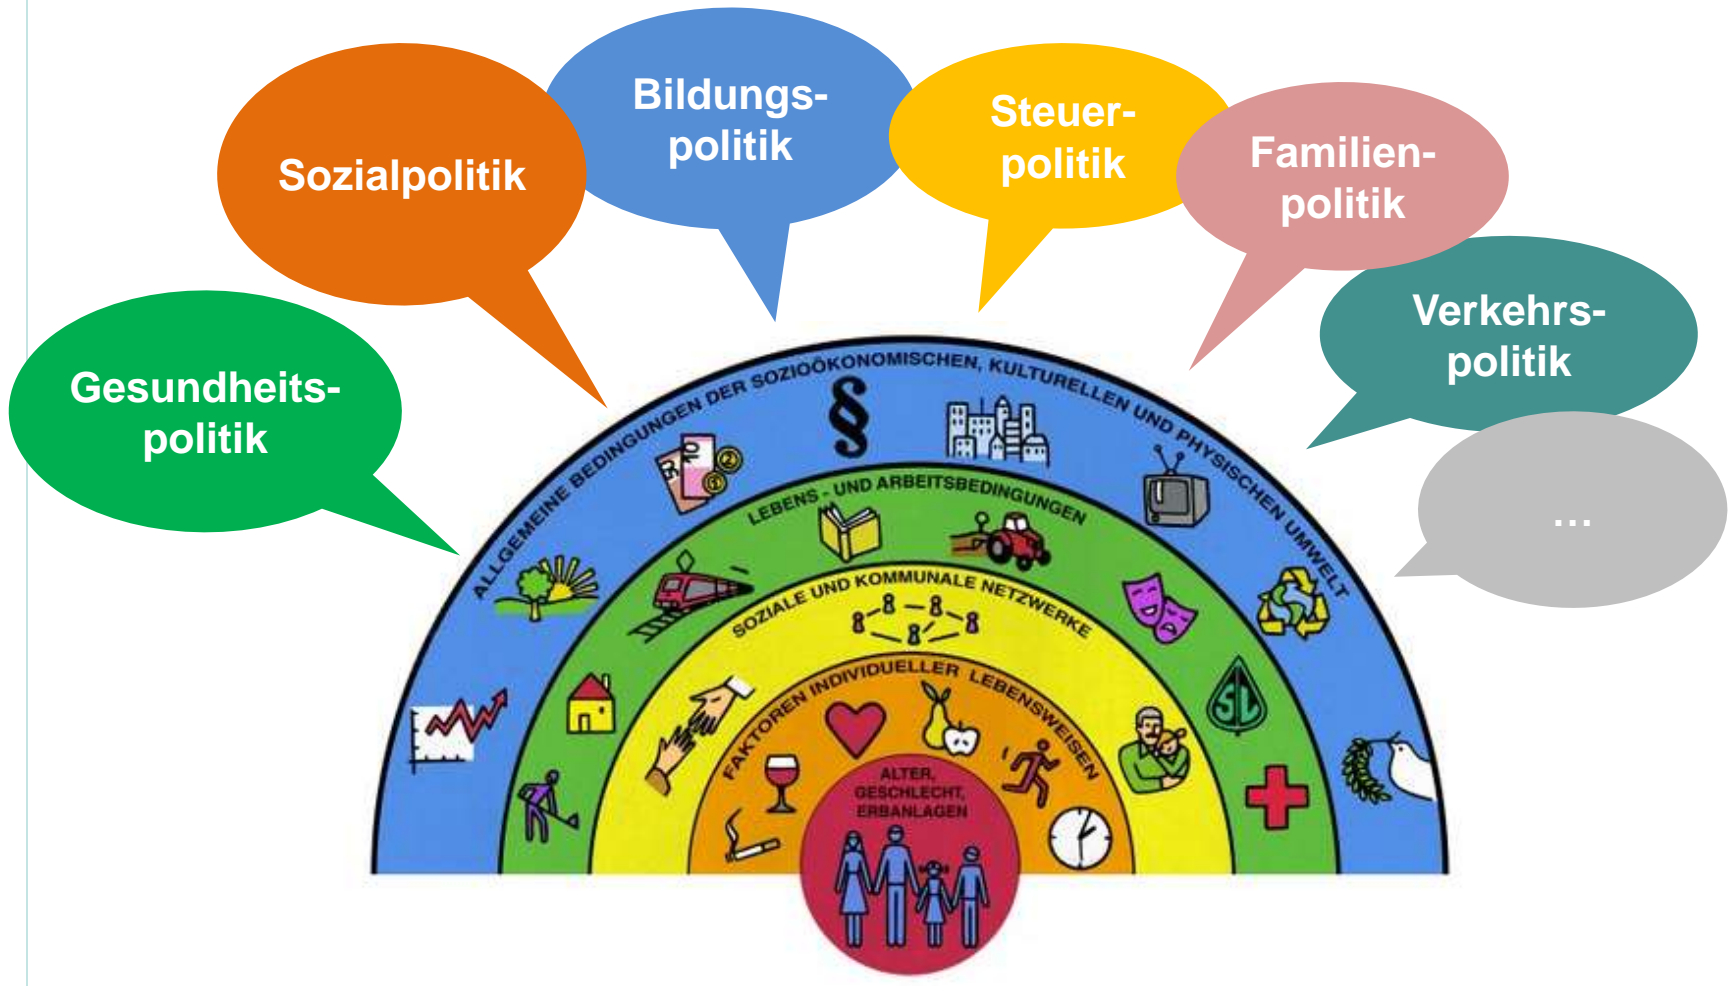 Bildungs-
politik
Steuer-
politik
Sozialpolitik
Familien-
politik
Verkehrs-
politik
Gesundheits-
politik
...
ALLGEMEINE BEDINGUNGEN DER SOZIOÖKONOMISCHEN, KULTURELLEN UND PHYSISCHEN UMWELT
§
LEBENS - UND ARBEITSBEDINGUNGEN
SOZIALE UND KOMMUNALE NETZWERKE
FAKTOREN INDIVIDUELLER LEBENSWEISEN
ALTER,
GESCHLECHT,
ERBANLAGEN